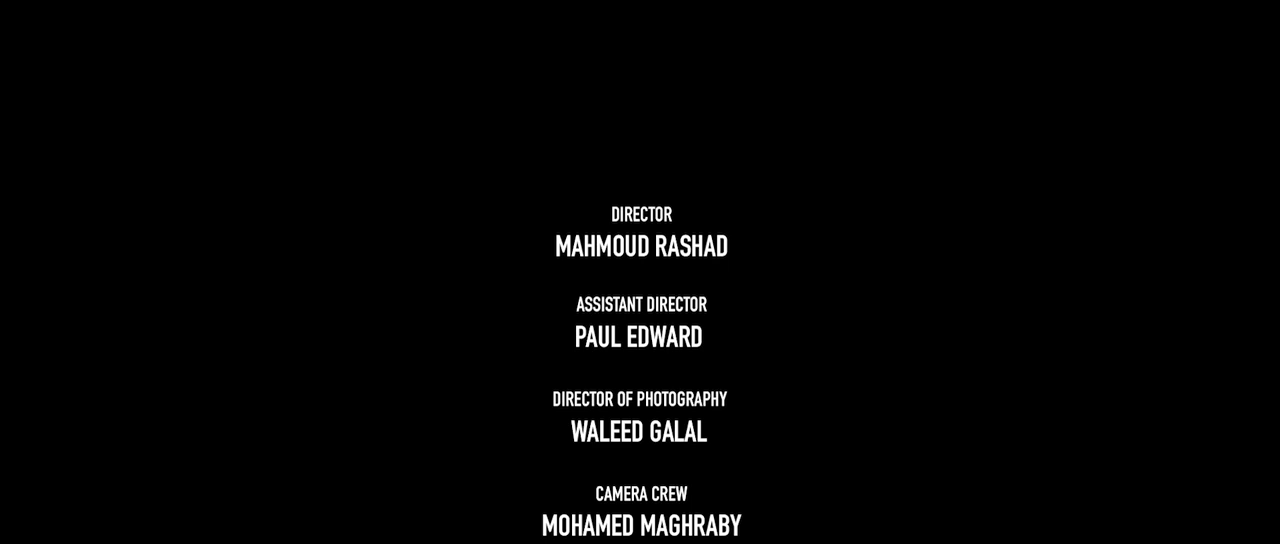 DIRECTOR
MAHMOUD RASHAD
ASSISTANT DIRECTOR
PAUL EDWARD
DIRECTOR OF PHOTOGRAPHY
WALEED GALAL
CAMERA CREW
MOHAMED MAGHRABY